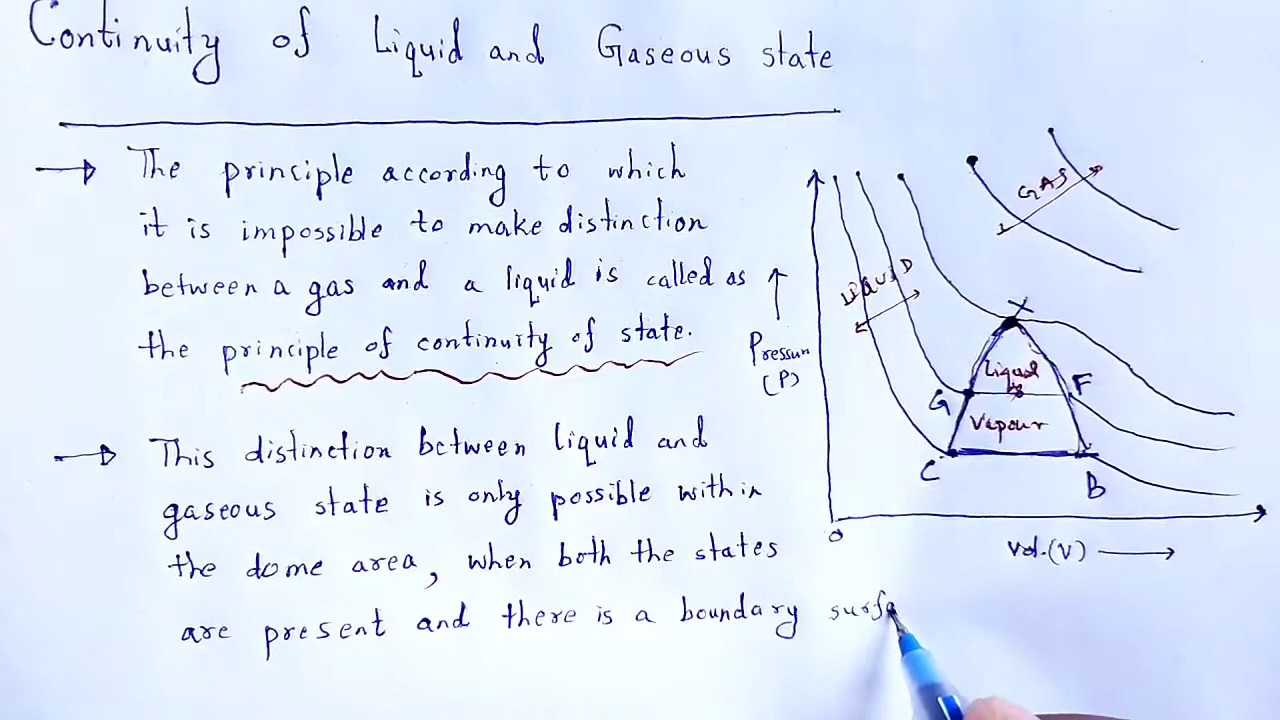 Continuity of Liquid and Gaseous state
→ The principle according to which
it is impossible to make distinction
between a gas and a liquid is called as
the principle of continuity of state.
→ This distinction between liquid and
gaseous state is only possible within
the dome area, when both the states
are present and there is a boundary surfa
GAS
LIQUID
Pressure
(P)
X
Liquid
&
Vapour
G
F
C
B
O
Vol.(V) →